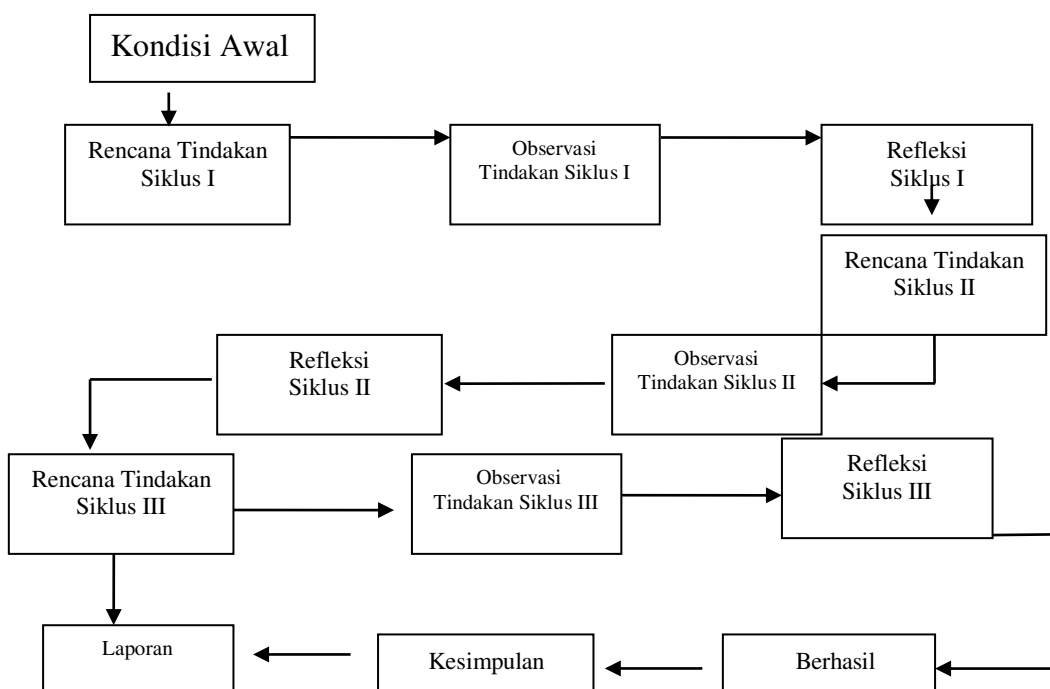 Kondisi Awal
Rencana Tindakan
Siklus I
Observasi
Tindakan Siklus I
Refleksi
Siklus I
Rencana Tindakan
Siklus II
Observasi
Tindakan Siklus II
Refleksi
Siklus II
Rencana Tindakan
Siklus III
Observasi
Tindakan Siklus III
Refleksi
Siklus III
Laporan
Kesimpulan
Berhasil